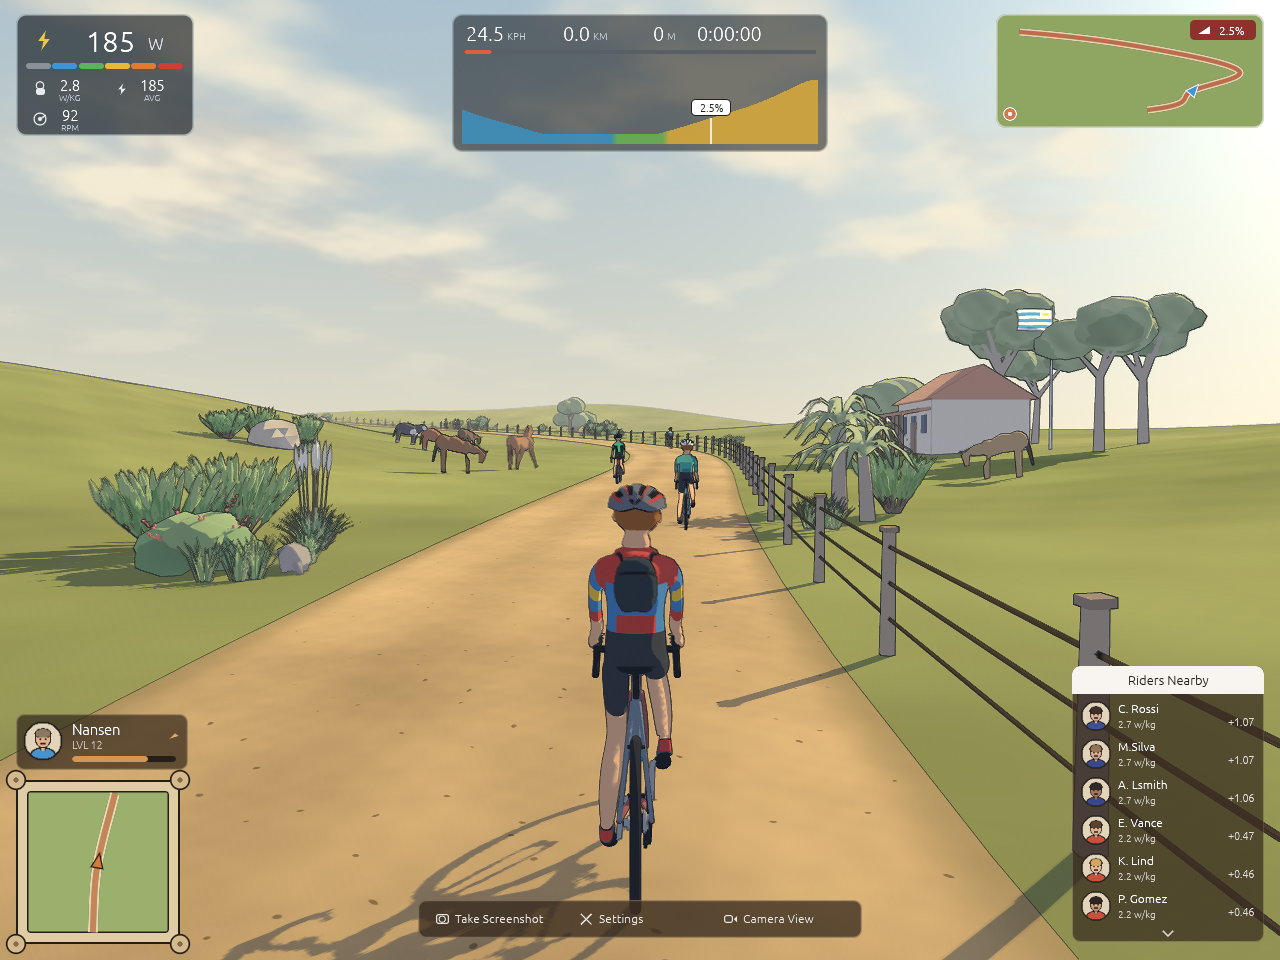 185 W
2.8
W/KG
185
AVG
92
RPM
24.5 KPH
0.0 KM
0 M
0:00:00
2.5%
2.5%
Nansen
LVL 12
Take Screenshot
Settings
Camera View
Riders Nearby
C. Rossi
2.7 w/kg
+1.07
M.Silva
2.7 w/kg
+1.07
A. Lsmith
2.7 w/kg
+1.06
E. Vance
2.2 w/kg
+0.47
K. Lind
2.2 w/kg
+0.46
P. Gomez
2.2 w/kg
+0.46